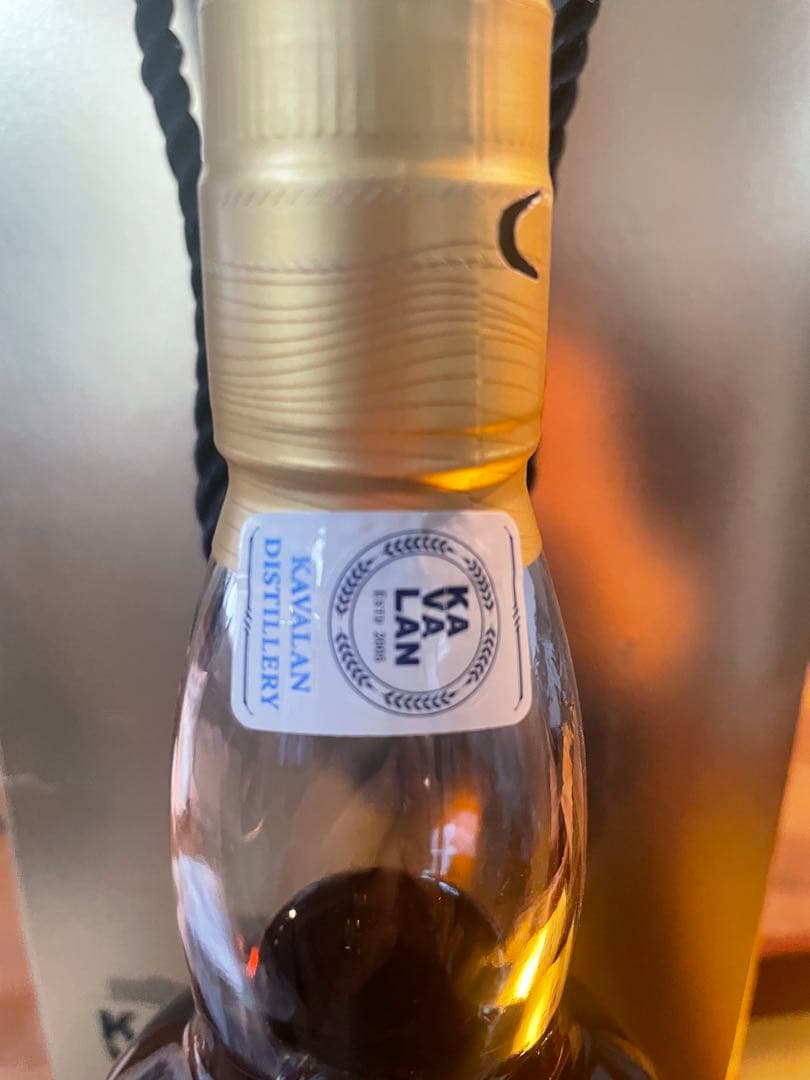 KA
VA
LAN
ESTD 2005
KAVALAN
DISTILLERY
K